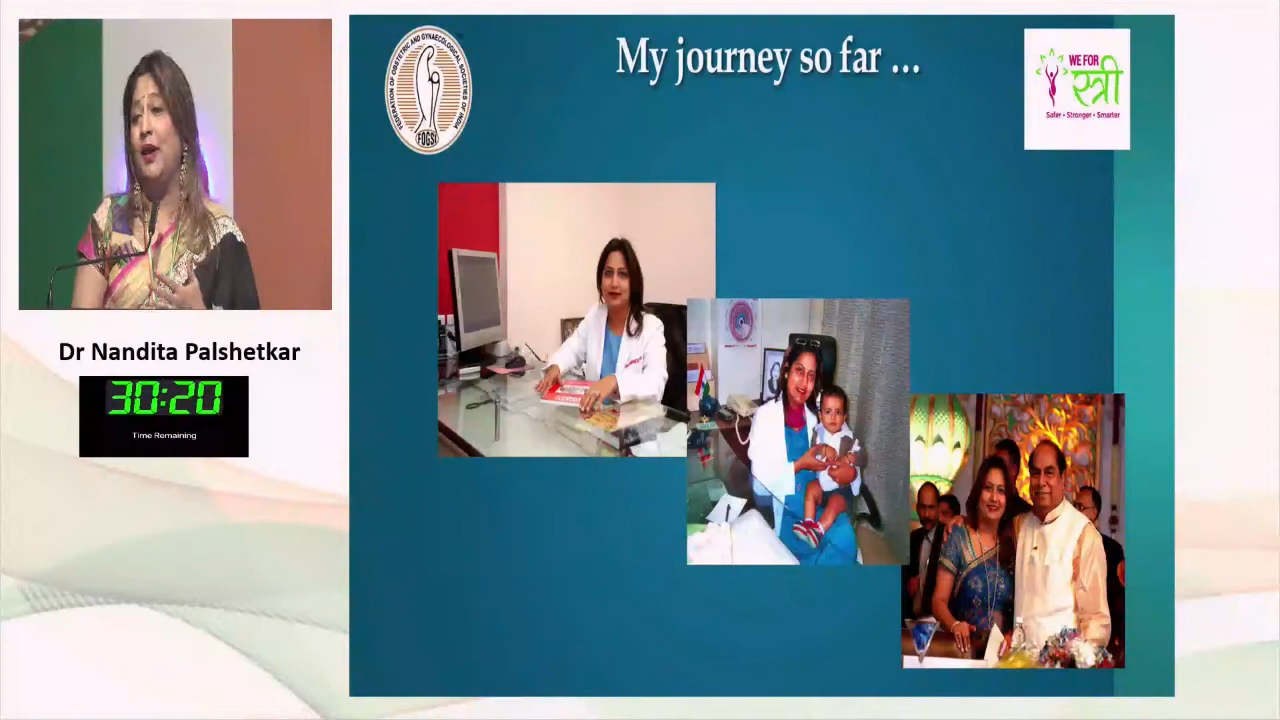 My journey so far ...
FEDERATION OF OBSTETRIC AND GYNAECOLOGICAL SOCIETIES OF INDIA
FOGSI
WE FOR
स्त्री
Safer • Stronger • Smarter
Dr Nandita Palshetkar
30:20
Time Remaining